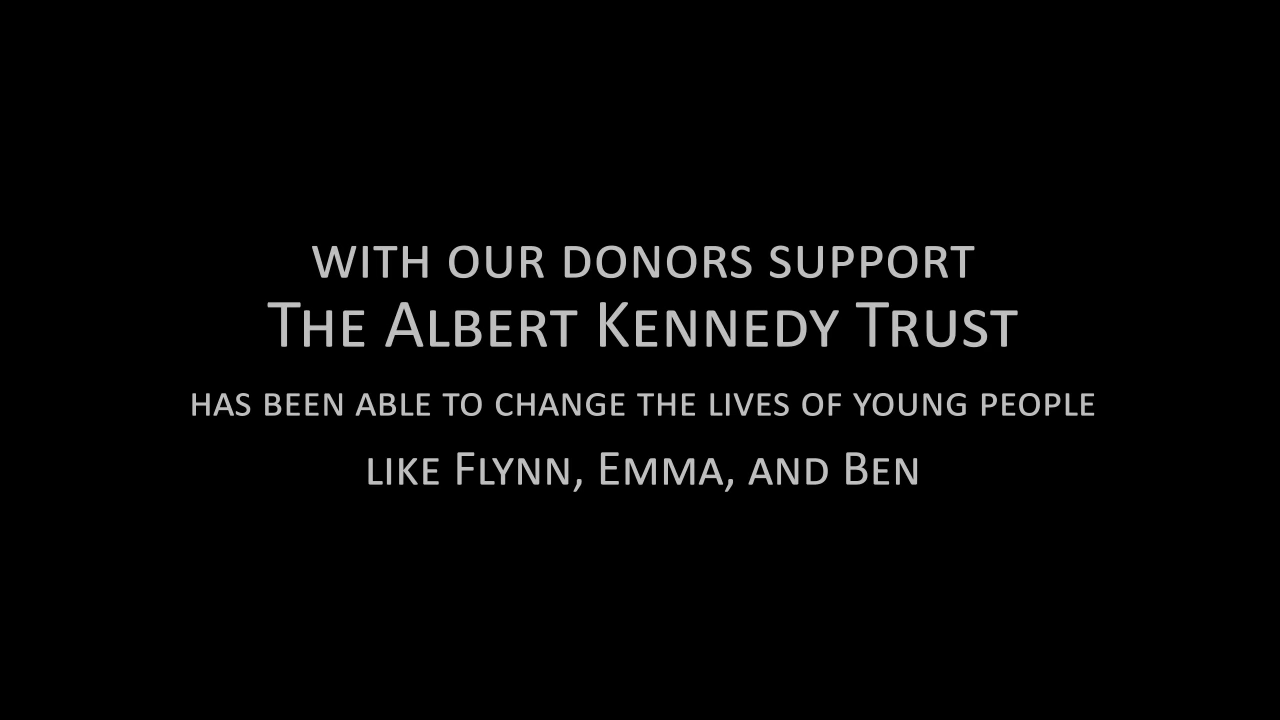 with our donors support
The Albert Kennedy Trust
has been able to change the lives of young people
like Flynn, Emma, and Ben